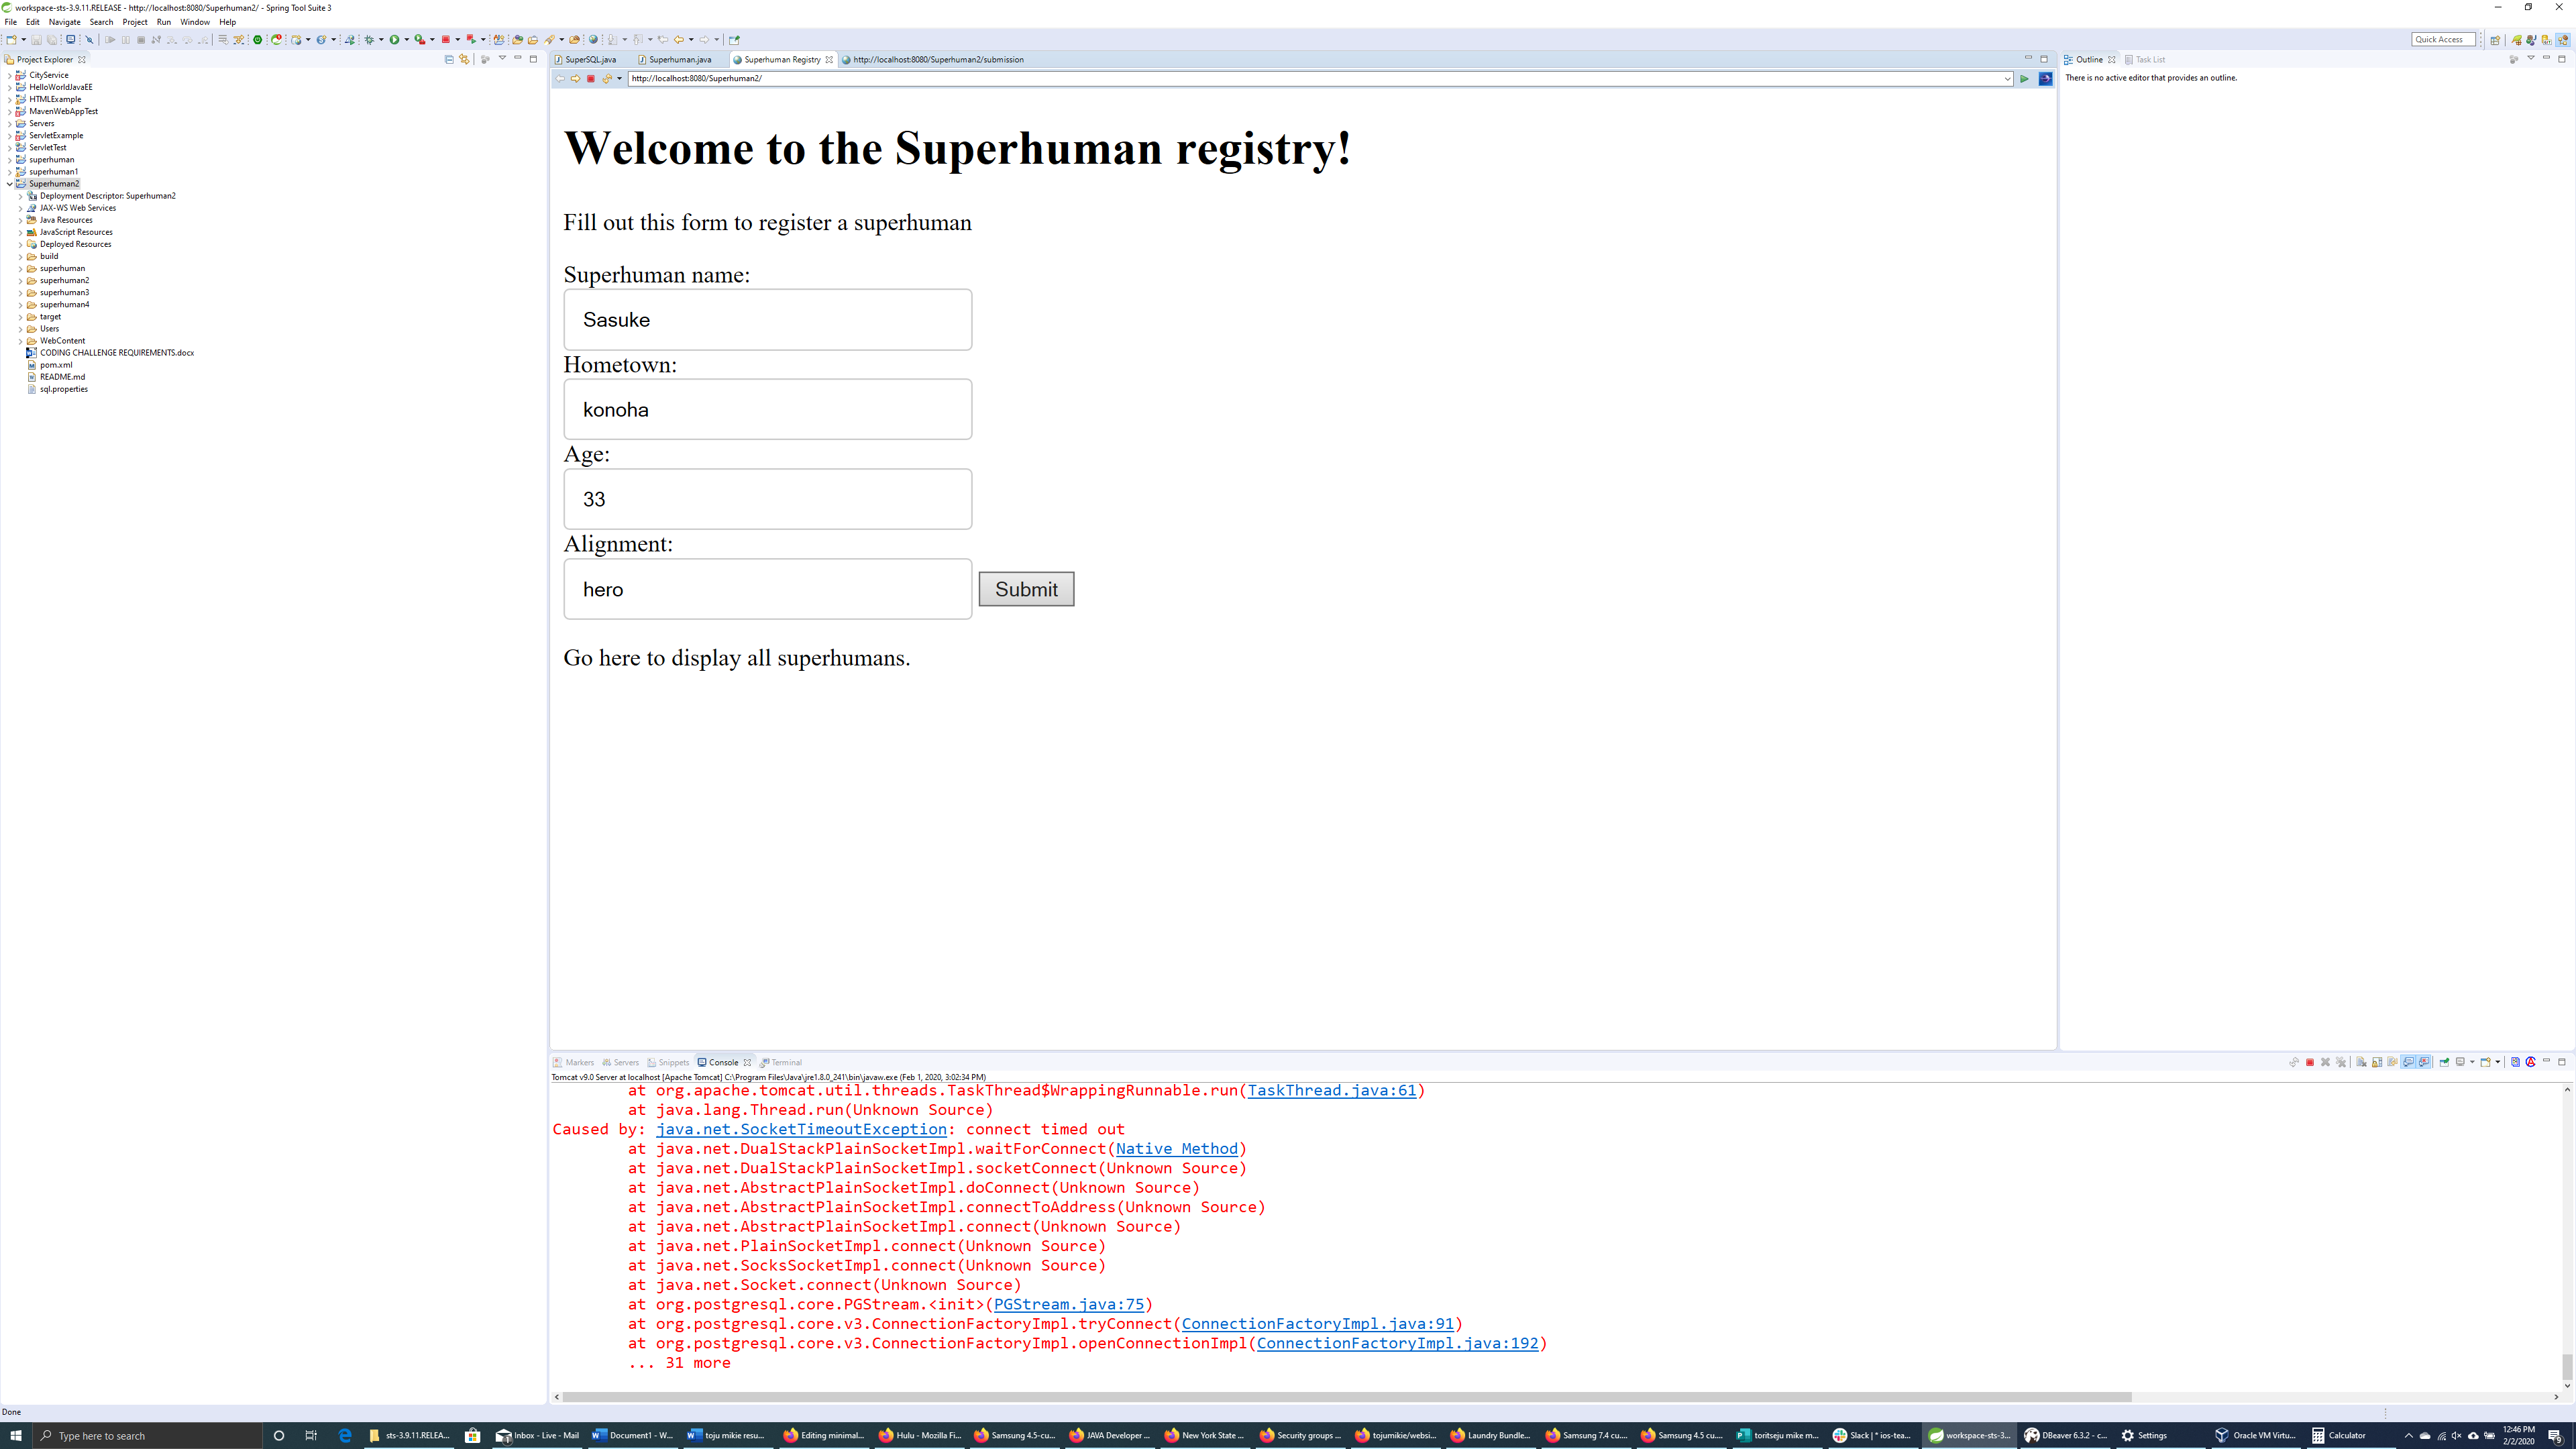 workspace-sts-3.9.11.RELEASE - http://localhost:8080/Superhuman2/ - Spring Tool Suite 3
File Edit Navigate Search Project Run Window Help
Quick Access
Project Explorer
CityService
HelloWorldJavaEE
HTMLExample
MavenWebAppTest
Servers
ServletExample
ServletTest
superhuman
superhuman1
Superhuman2
Deployment Descriptor: Superhuman2
JAX-WS Web Services
Java Resources
JavaScript Resources
Deployed Resources
build
superhuman
superhuman2
superhuman3
superhuman4
target
Users
WebContent
CODING CHALLENGE REQUIREMENTS.docx
pom.xml
README.md
sql.properties
SuperSQL.java Superhuman.java Superhuman Registry http://localhost:8080/Superhuman2/submission
http://localhost:8080/Superhuman2/
Welcome to the Superhuman registry!
Fill out this form to register a superhuman
Superhuman name:
Sasuke
Hometown:
konoha
Age:
33
Alignment:
hero Submit
Go here to display all superhumans.
Outline Task List
There is no active editor that provides an outline.
Markers Servers Snippets Console Terminal
Tomcat v9.0 Server at localhost [Apache Tomcat] C:\Program Files\Java\jre1.8.0_241\bin\javaw.exe (Feb 1, 2020, 3:02:34 PM)
at org.apache.tomcat.util.threads.TaskThread$WrappingRunnable.run(TaskThread.java:61)
at java.lang.Thread.run(Unknown Source)
Caused by: java.net.SocketTimeoutException: connect timed out
at java.net.DualStackPlainSocketImpl.waitForConnect(Native Method)
at java.net.DualStackPlainSocketImpl.socketConnect(Unknown Source)
at java.net.AbstractPlainSocketImpl.doConnect(Unknown Source)
at java.net.AbstractPlainSocketImpl.connectToAddress(Unknown Source)
at java.net.AbstractPlainSocketImpl.connect(Unknown Source)
at java.net.PlainSocketImpl.connect(Unknown Source)
at java.net.SocksSocketImpl.connect(Unknown Source)
at java.net.Socket.connect(Unknown Source)
at org.postgresql.core.PGStream.<init>(PGStream.java:75)
at org.postgresql.core.v3.ConnectionFactoryImpl.tryConnect(ConnectionFactoryImpl.java:91)
at org.postgresql.core.v3.ConnectionFactoryImpl.openConnectionImpl(ConnectionFactoryImpl.java:192)
... 31 more
Done
Type here to search sts-3.9.11.RELEA... Inbox - Live - Mail Document1 - W... toju mikie resu... Editing minimal... Hulu - Mozilla Fi... Samsung 4.5-cu... JAVA Developer ... New York State ... Security groups ... tojumikie/websi... Laundry Bundle... Samsung 7.4 cu.... Samsung 4.5 cu.... toritseju mike m... Slack | * ios-tea... workspace-sts-3... DBeaver 6.3.2 - c... Settings Oracle VM Virtu... Calculator 12:46 PM
2/2/2020